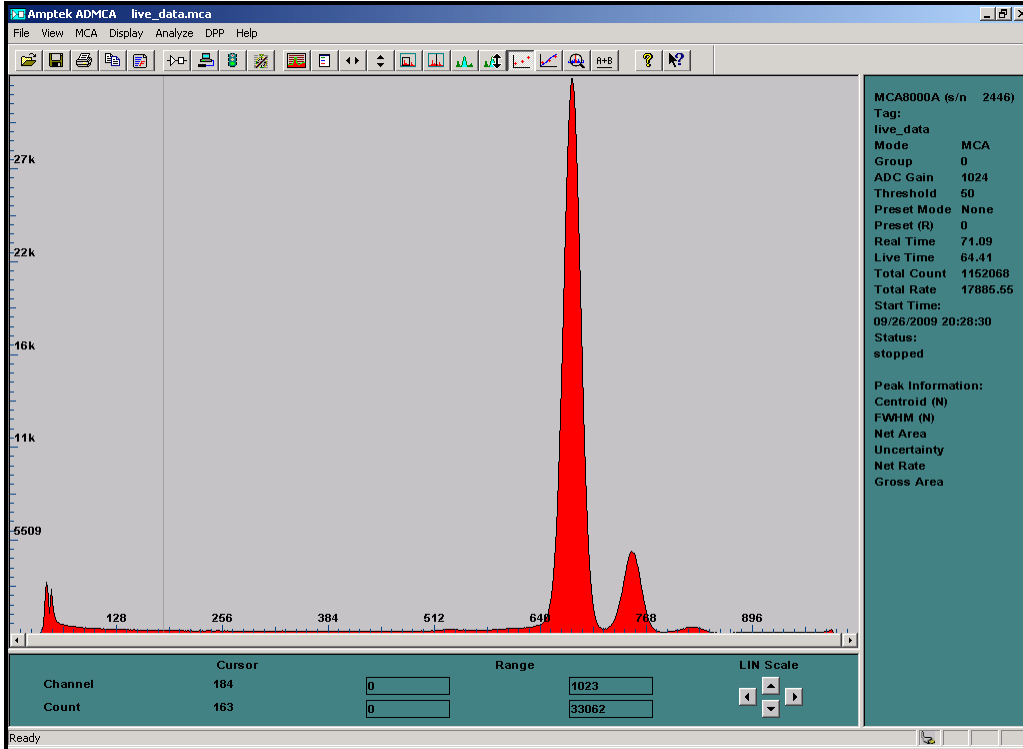 Amptek ADMCA    live_data.mca
File View MCA Display Analyze DPP Help
A+B
27k
22k
16k
11k
5509
128 256 384 512 640 768 896
MCA8000A (s/n 2446)
Tag:
live_data
Mode MCA
Group 0
ADC Gain 1024
Threshold 50
Preset Mode None
Preset (R) 0
Real Time 71.09
Live Time 64.41
Total Count 1152068
Total Rate 17885.55
Start Time:
09/26/2009 20:28:30
Status:
stopped
Peak Information:
Centroid (N)
FWHM (N)
Net Area
Uncertainty
Net Rate
Gross Area
Cursor Range LIN Scale
Channel 184 0 1023
Count 163 0 33062
Ready